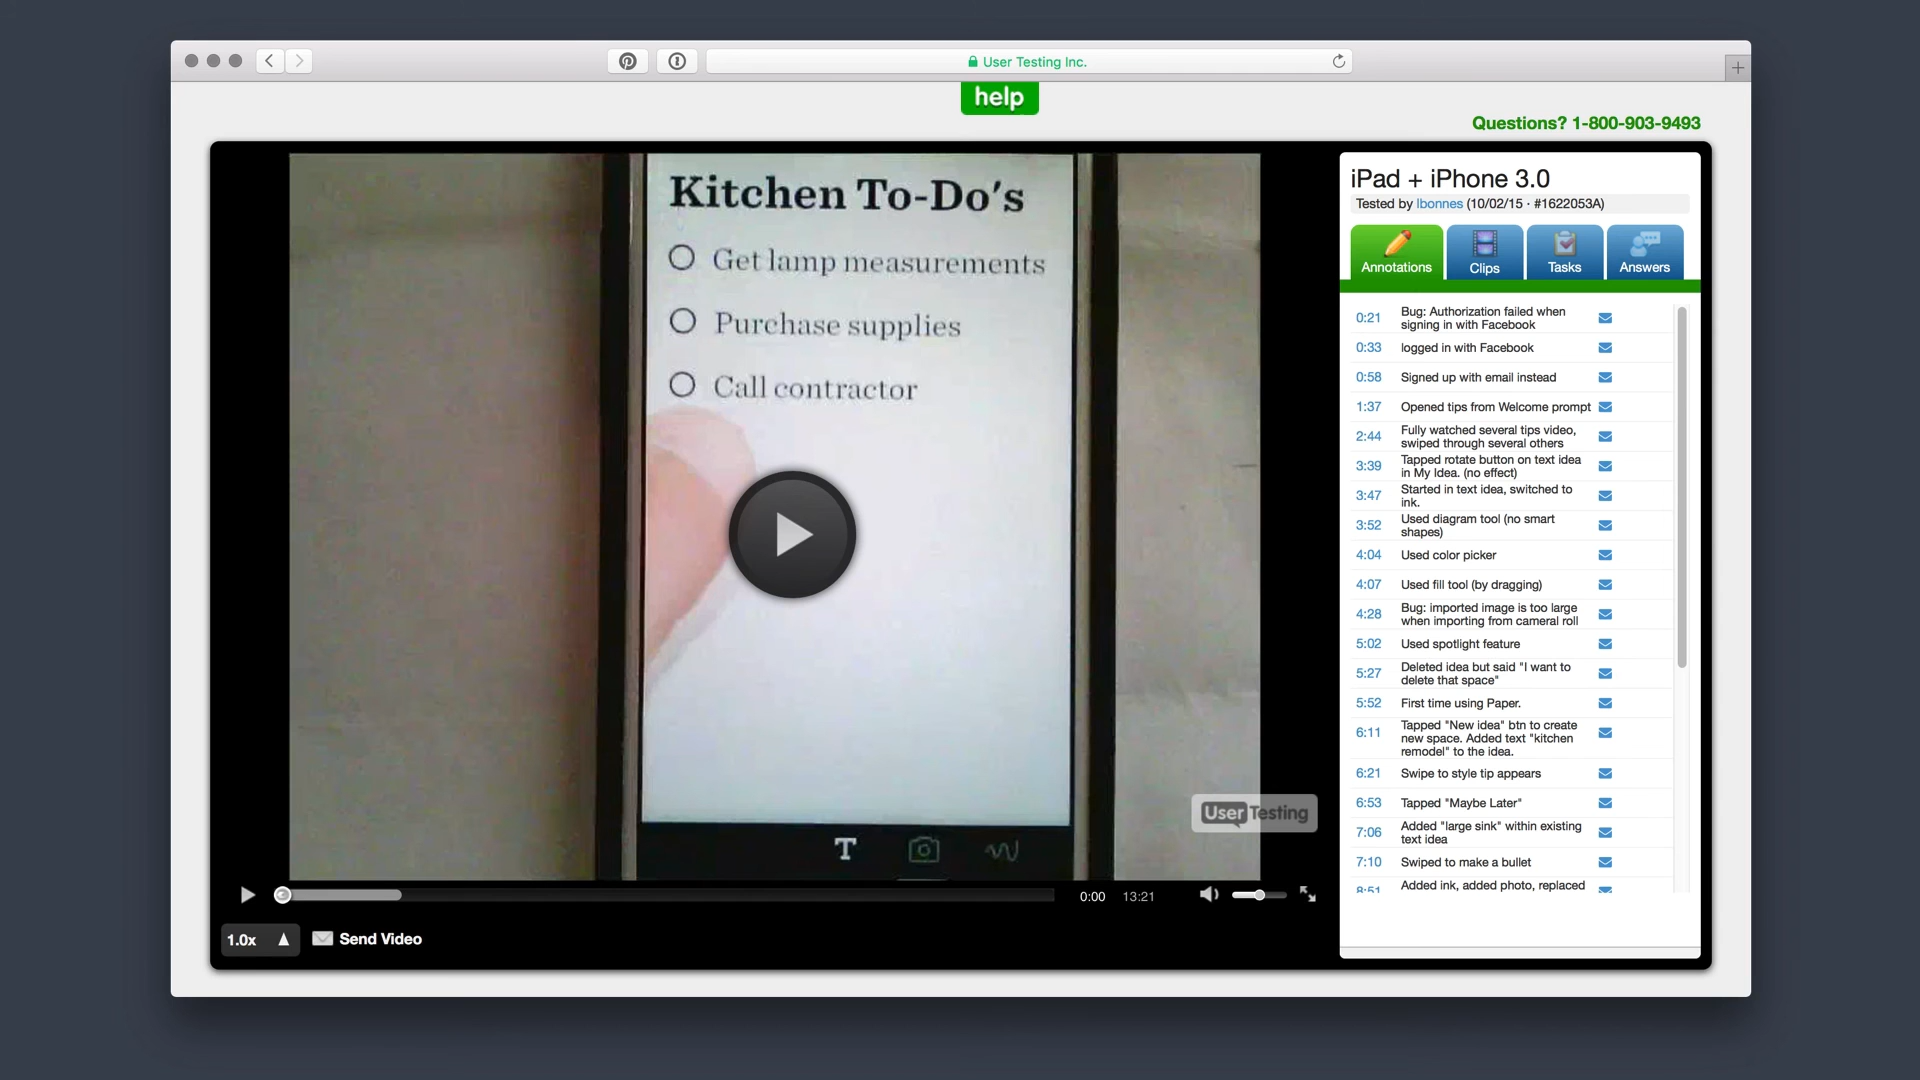 User Testing Inc.
help
Questions? 1-800-903-9493
Kitchen To-Do's
Get lamp measurements
Purchase supplies
Call contractor
T
UserTesting
0:00 13:21
1.0x
Send Video
iPad + iPhone 3.0
Tested by lbonnes (10/02/15 · #1622053A)
Annotations
Clips
Tasks
Answers
0:21 Bug: Authorization failed when
signing in with Facebook
0:33 logged in with Facebook
0:58 Signed up with email instead
1:37 Opened tips from Welcome prompt
2:44 Fully watched several tips video,
swiped through several others
3:39 Tapped rotate button on text idea
in My Idea. (no effect)
3:47 Started in text idea, switched to
ink.
3:52 Used diagram tool (no smart
shapes)
4:04 Used color picker
4:07 Used fill tool (by dragging)
4:28 Bug: imported image is too large
when importing from cameral roll
5:02 Used spotlight feature
5:27 Deleted idea but said "I want to
delete that space"
5:52 First time using Paper.
6:11 Tapped "New idea" btn to create
new space. Added text "kitchen
remodel" to the idea.
6:21 Swipe to style tip appears
6:53 Tapped "Maybe Later"
7:06 Added "large sink" within existing
text idea
7:10 Swiped to make a bullet
8:51 Added ink, added photo, replaced